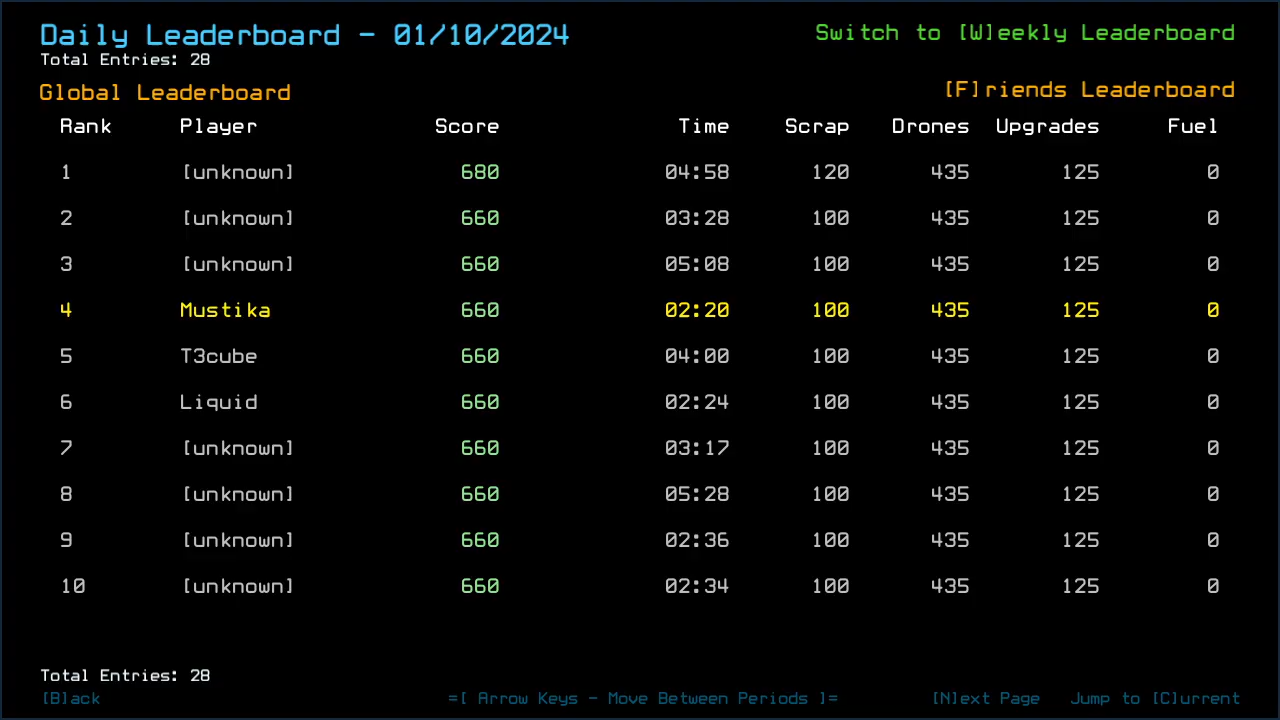 Daily Leaderboard - 01/10/2024 Switch to [W]eekly Leaderboard
Total Entries: 28
Global Leaderboard [F]riends Leaderboard
Rank Player Score Time Scrap Drones Upgrades Fuel
1 [unknown] 680 04:58 120 435 125 0
2 [unknown] 660 03:28 100 435 125 0
3 [unknown] 660 05:08 100 435 125 0
4 Mustika 660 02:20 100 435 125 0
5 T3cube 660 04:00 100 435 125 0
6 Liquid 660 02:24 100 435 125 0
7 [unknown] 660 03:17 100 435 125 0
8 [unknown] 660 05:28 100 435 125 0
9 [unknown] 660 02:36 100 435 125 0
10 [unknown] 660 02:34 100 435 125 0
Total Entries: 28
[B]ack =[ Arrow Keys - Move Between Periods ]= [N]ext Page Jump to [C]urrent